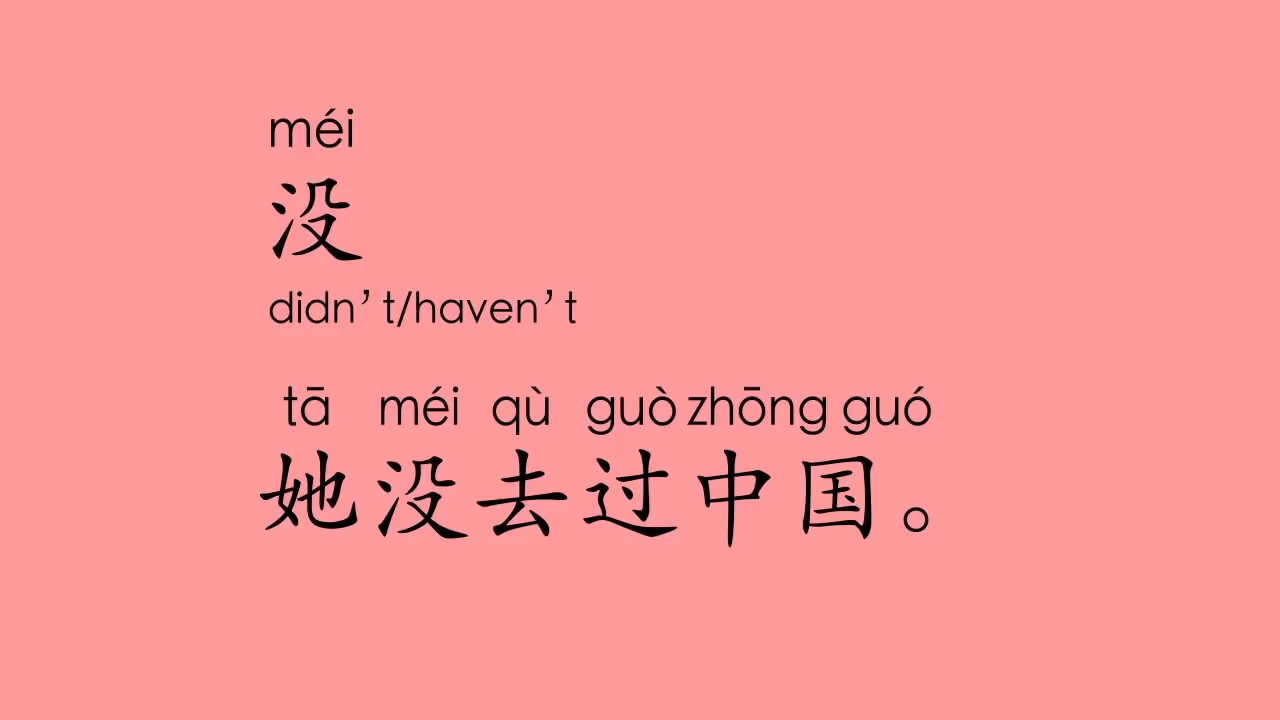 méi
没
didn’t/haven’t
tā méi qù guò zhōng guó
她没去过中国。